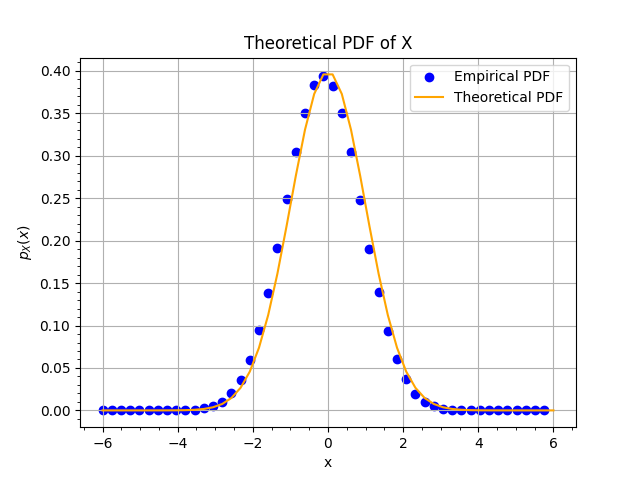 Theoretical PDF of X
Empirical PDF
Theoretical PDF
0.40
0.35
0.30
0.25
0.20
0.15
0.10
0.05
0.00
p_X(x)
−6 −4 −2 0 2 4 6
x